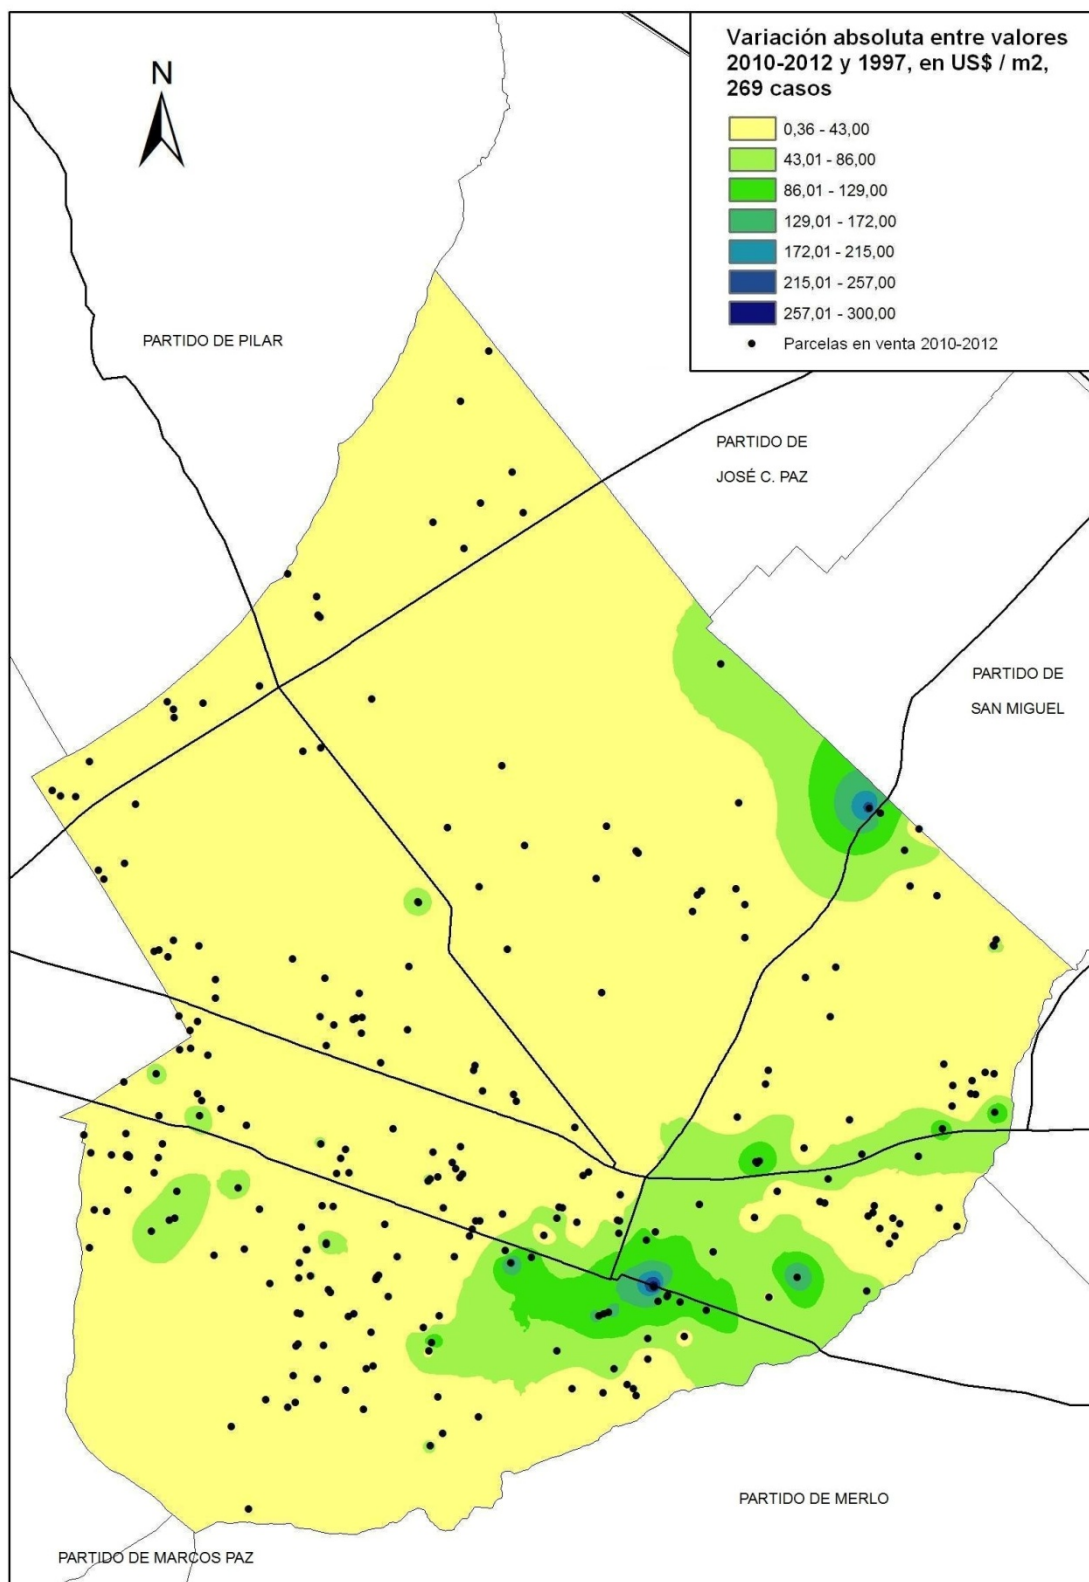 Variación absoluta entre valores
2010-2012 y 1997, en US$ / m2,
269 casos
0,36 - 43,00
43,01 - 86,00
86,01 - 129,00
129,01 - 172,00
172,01 - 215,00
215,01 - 257,00
257,01 - 300,00
Parcelas en venta 2010-2012
N
PARTIDO DE PILAR
PARTIDO DE
JOSÉ C. PAZ
PARTIDO DE
SAN MIGUEL
PARTIDO DE MERLO
PARTIDO DE MARCOS PAZ